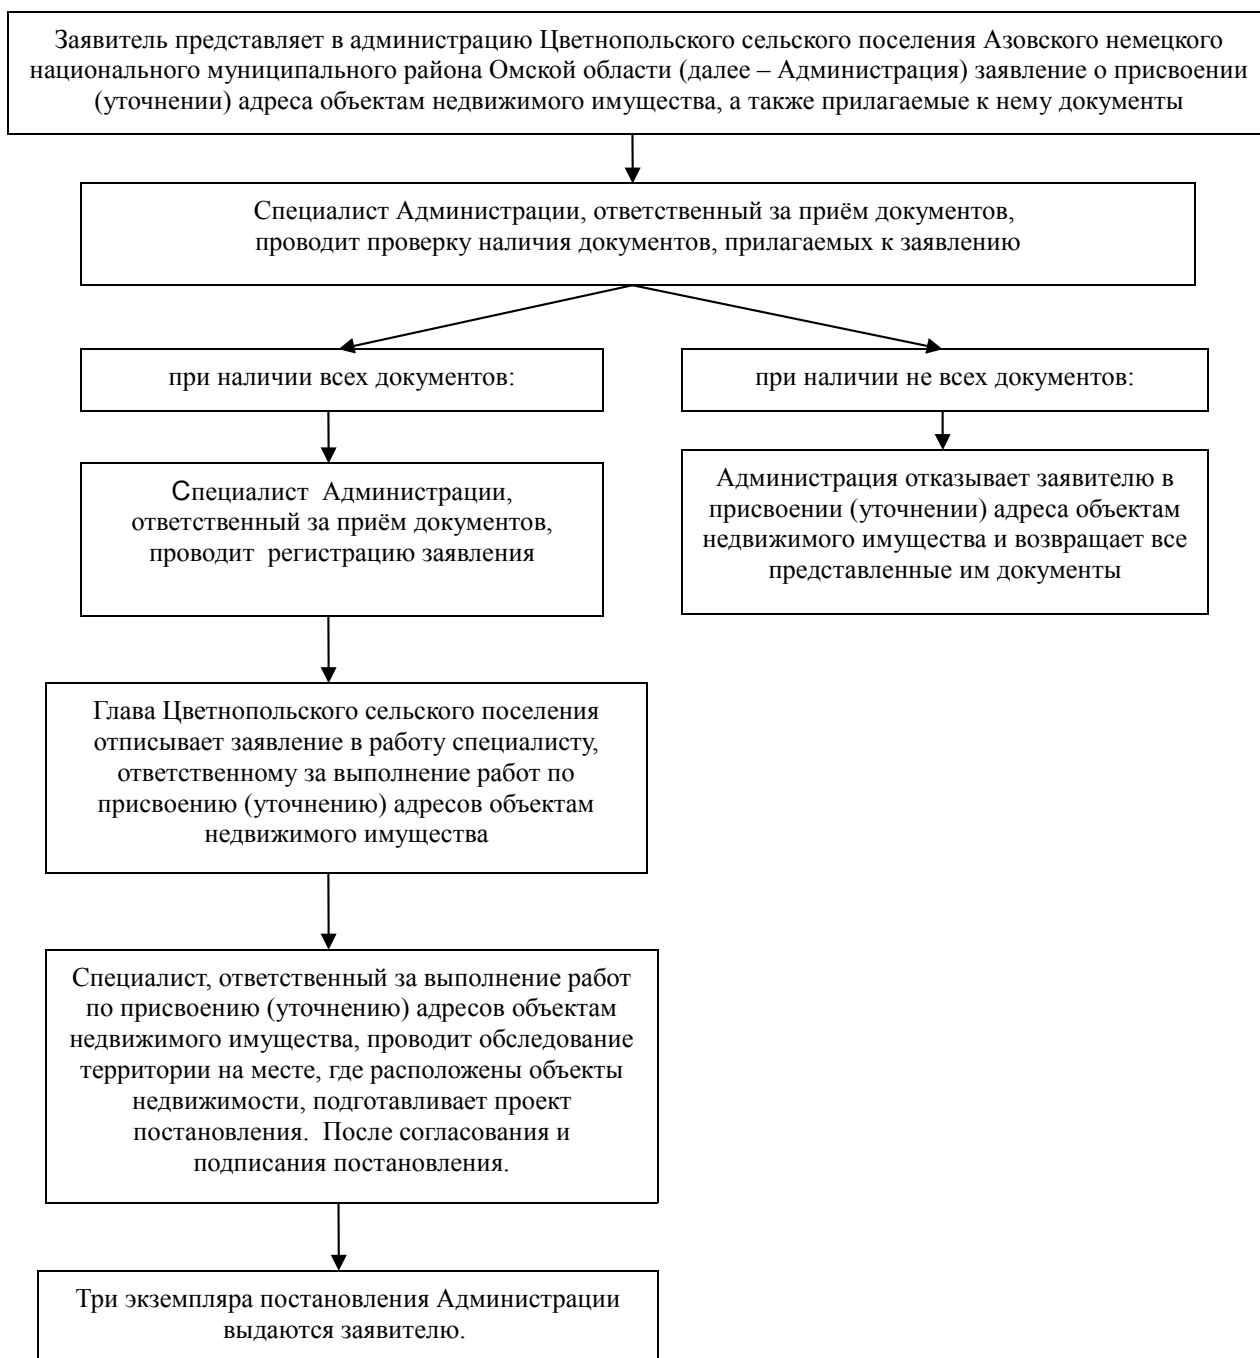 Заявитель представляет в администрацию Цветнопольского сельского поселения Азовского немецкого
национального муниципального района Омской области (далее – Администрация) заявление о присвоении
(уточнении) адреса объектам недвижимого имущества, а также прилагаемые к нему документы
Специалист Администрации, ответственный за приём документов,
проводит проверку наличия документов, прилагаемых к заявлению
при наличии всех документов:
при наличии не всех документов:
Специалист Администрации,
ответственный за приём документов,
проводит регистрацию заявления
Администрация отказывает заявителю в
присвоении (уточнении) адреса объектам
недвижимого имущества и возвращает все
представленные им документы
Глава Цветнопольского сельского поселения
отписывает заявление в работу специалисту,
ответственному за выполнение работ по
присвоению (уточнению) адресов объектам
недвижимого имущества
Специалист, ответственный за выполнение работ
по присвоению (уточнению) адресов объектам
недвижимого имущества, проводит обследование
территории на месте, где расположены объекты
недвижимости, подготавливает проект
постановления. После согласования и
подписания постановления.
Три экземпляра постановления Администрации
выдаются заявителю.